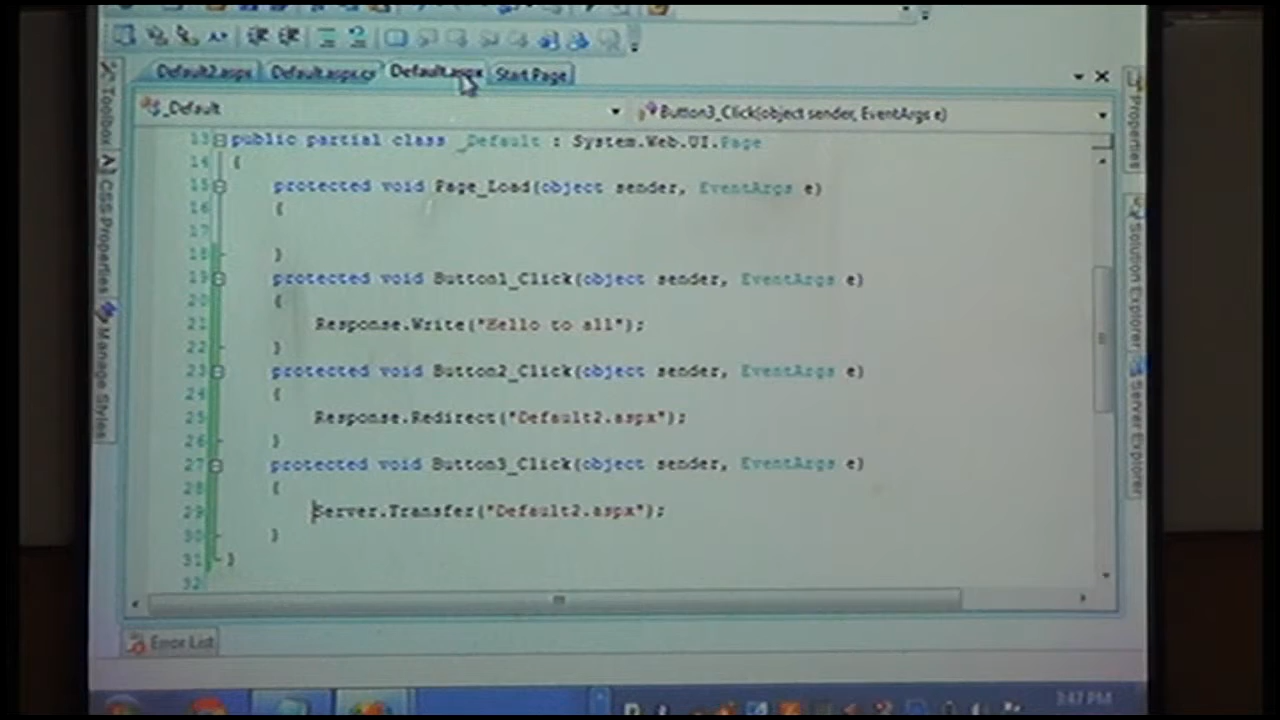 Default2.aspx Default.aspx.cs Default.aspx Start Page
_Default Button3_Click(object sender, EventArgs e)
13 public partial class _Default : System.Web.UI.Page
14 {
15 protected void Page_Load(object sender, EventArgs e)
16 {
17
18 }
19 protected void Button1_Click(object sender, EventArgs e)
20 {
21 Response.Write("Hello to all");
22 }
23 protected void Button2_Click(object sender, EventArgs e)
24 {
25 Response.Redirect("Default2.aspx");
26 }
27 protected void Button3_Click(object sender, EventArgs e)
28 {
29 Server.Transfer("Default2.aspx");
30 }
31 }
32
Error List
3:47 PM
Toolbox
CSS Properties
Manage Styles
Properties
Solution Explorer
Server Explorer